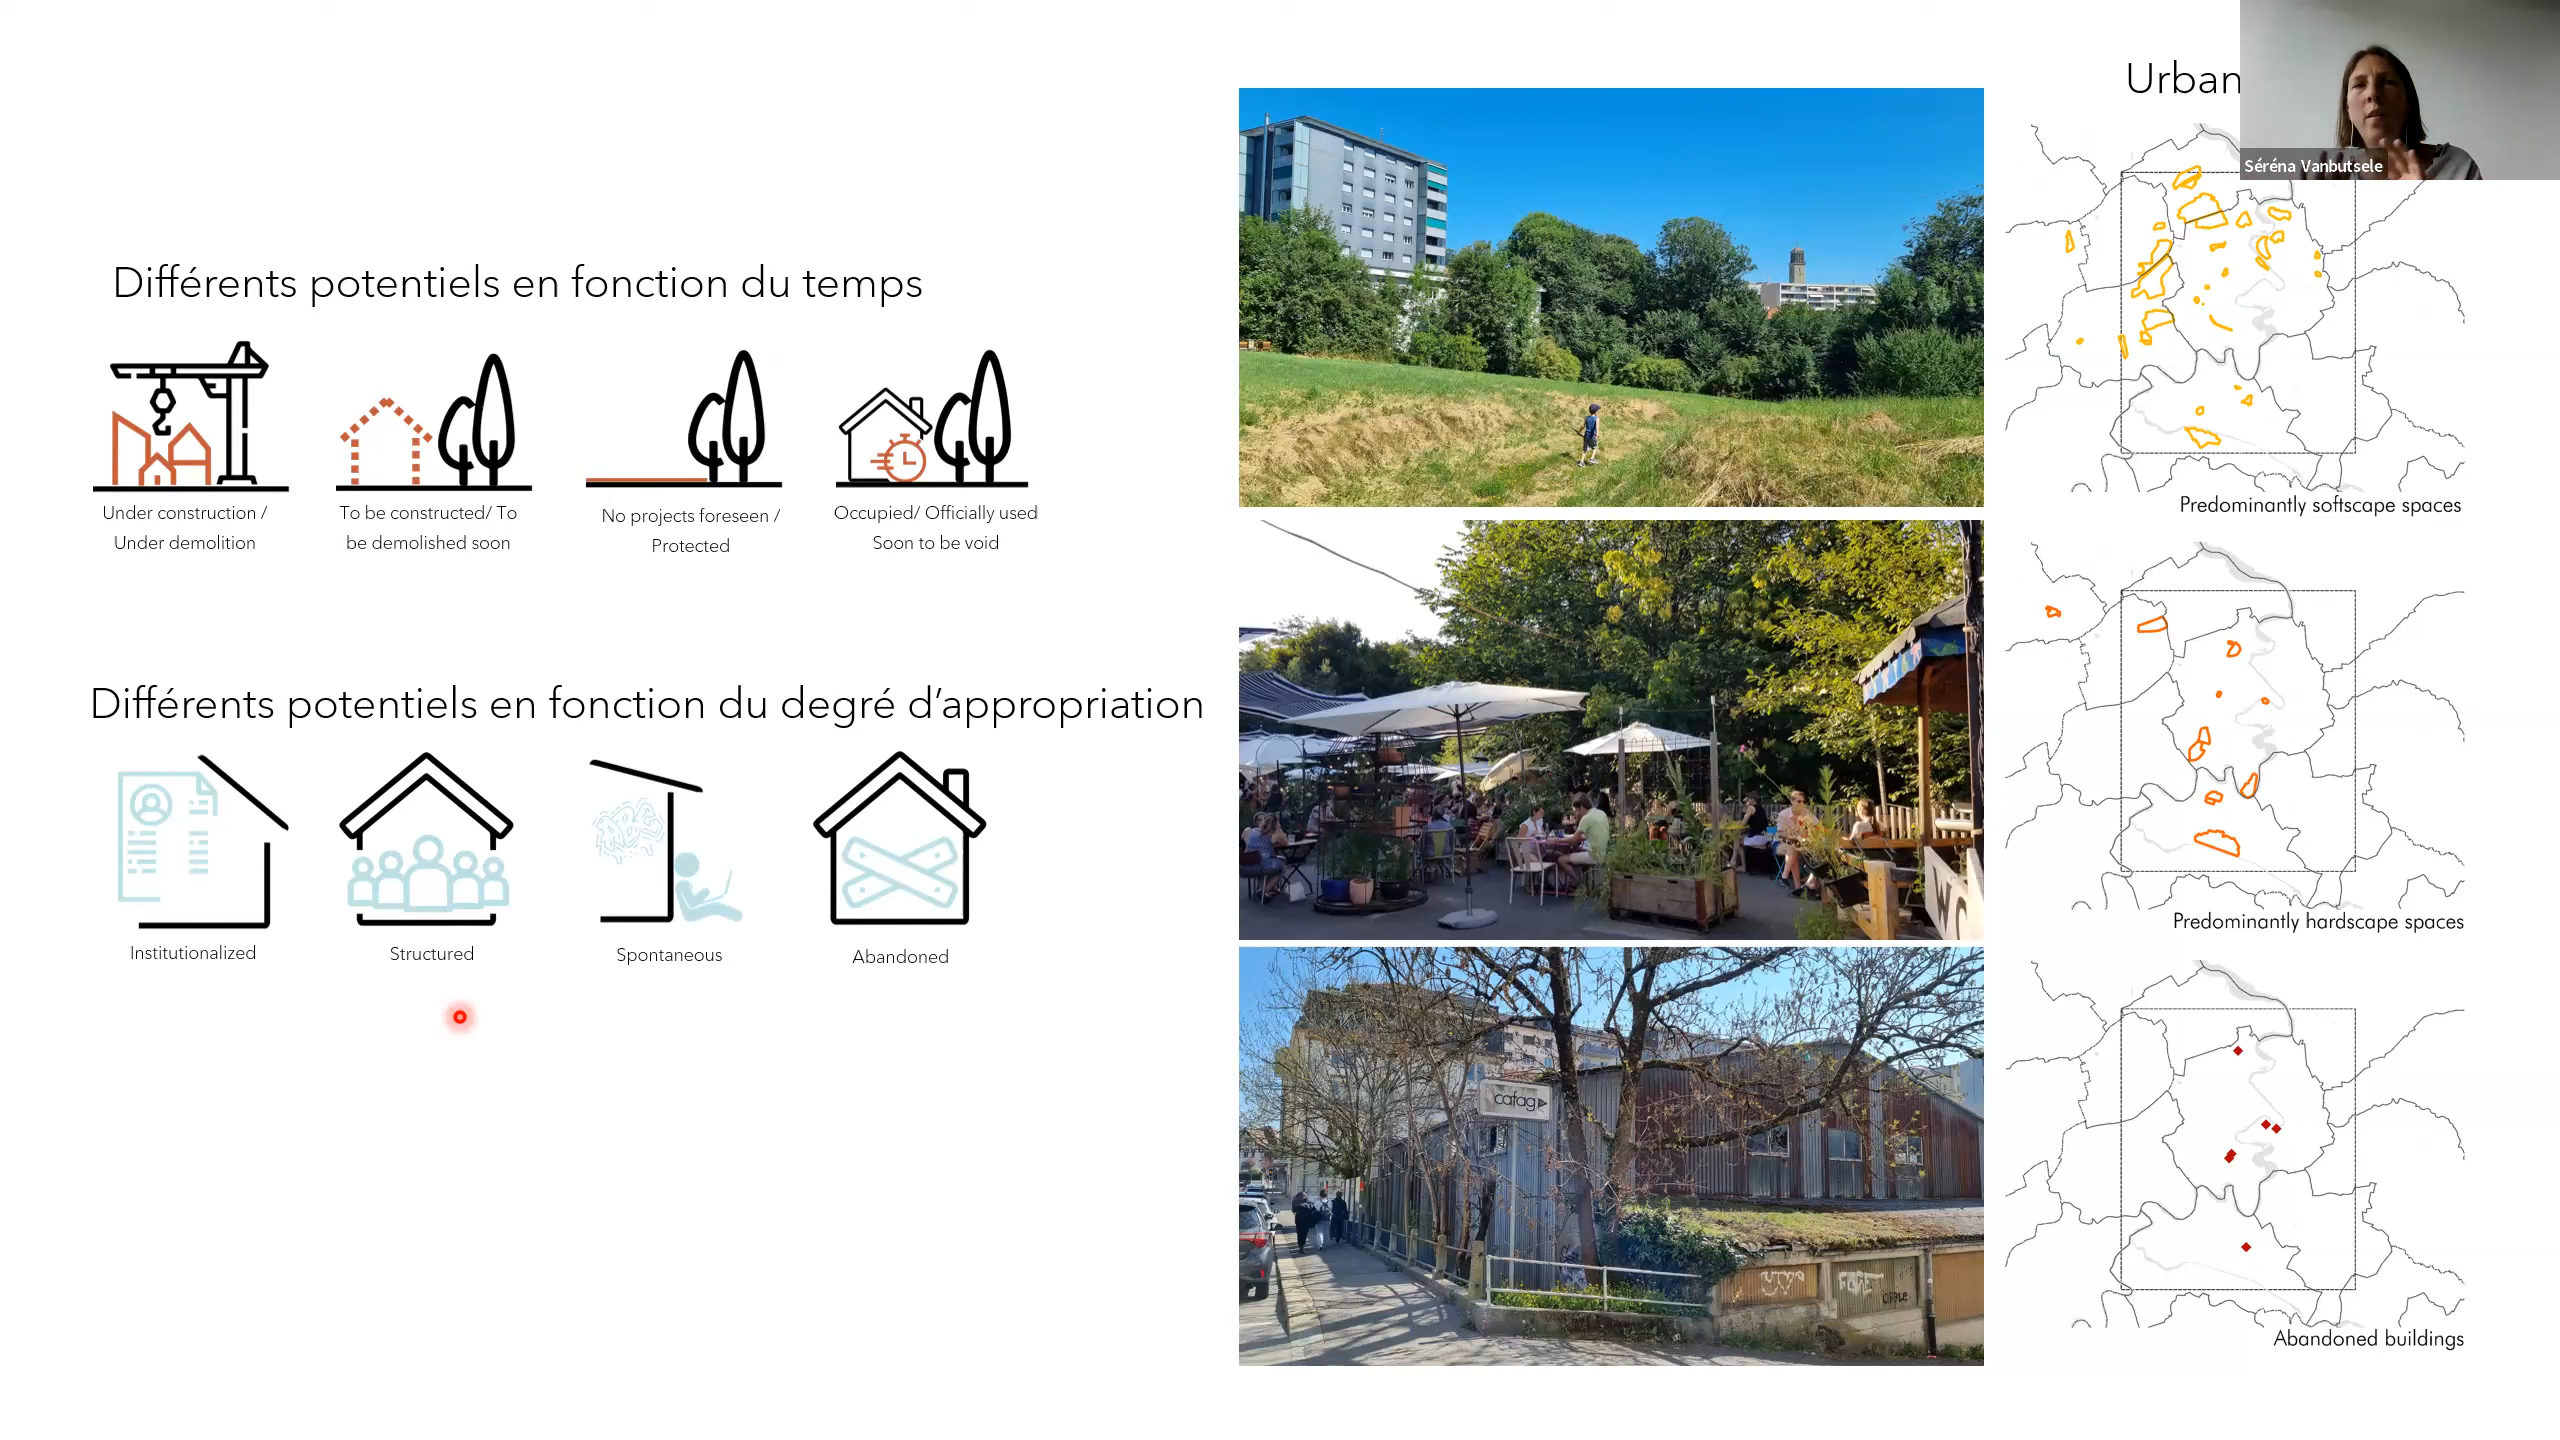 Différents potentiels en fonction du temps
Under construction /
Under demolition
To be constructed/ To
be demolished soon
No projects foreseen /
Protected
Occupied/ Officially used
Soon to be void
Différents potentiels en fonction du degré d’appropriation
ABC
Institutionalized
Structured
Spontaneous
Abandoned
WC
cafag
Urban
Séréna Vanbutsele
Predominantly softscape spaces
Predominantly hardscape spaces
Abandoned buildings